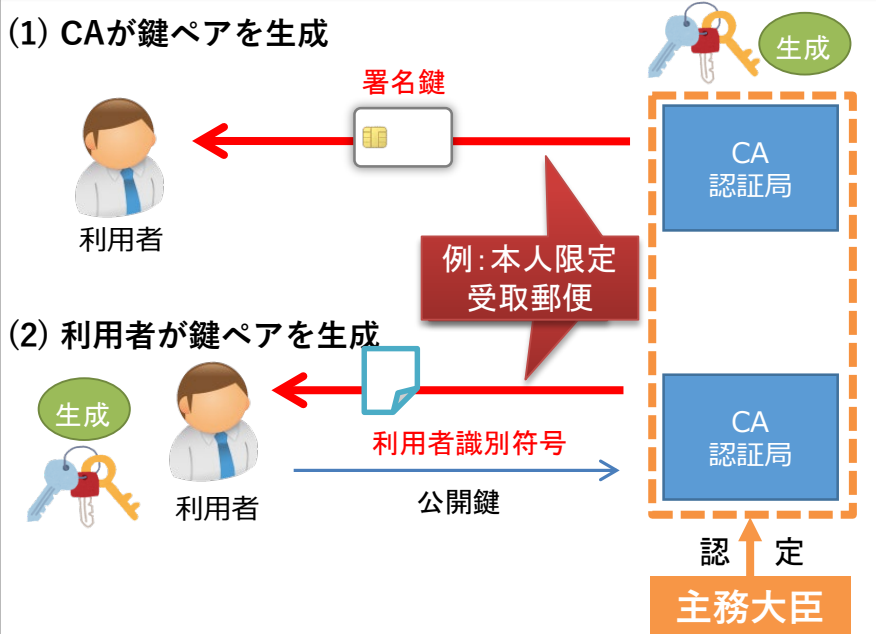 (1) CAが鍵ペアを生成
生成
署名鍵
CA
認証局
利用者
例:本人限定
受取郵便
(2) 利用者が鍵ペアを生成
生成
利用者識別符号
公開鍵
利用者
CA
認証局
認 定
主務大臣